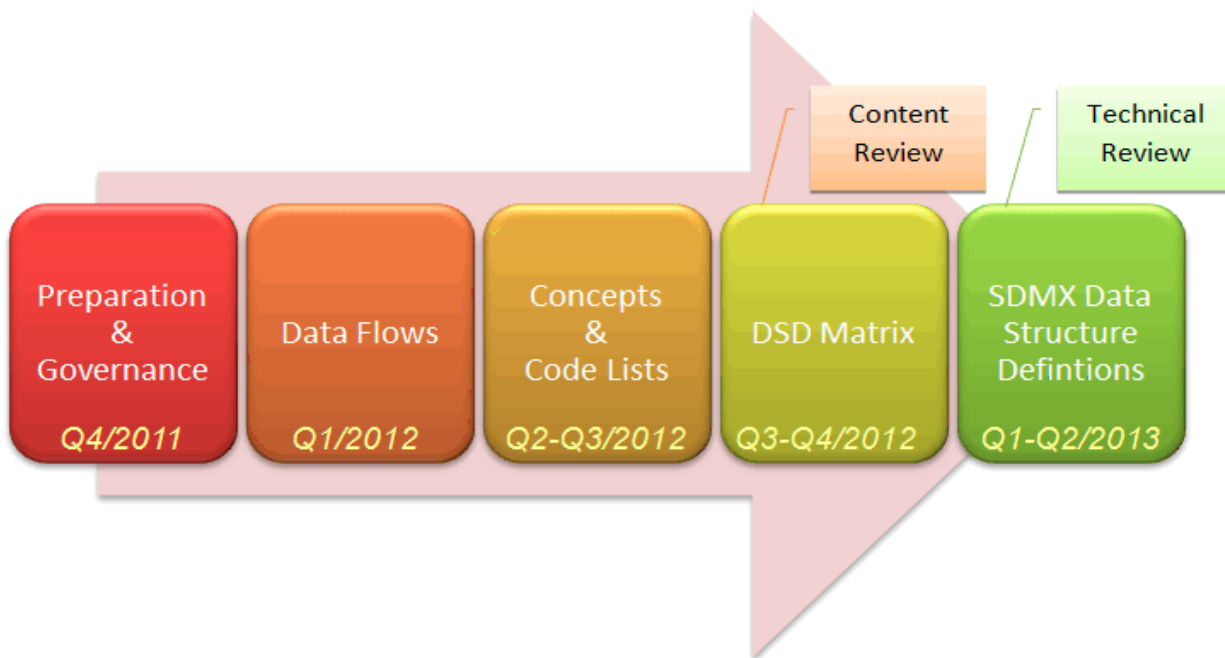 Content
Review
Technical
Review
Preparation
&
Governance
Q4/2011
Data Flows
Q1/2012
Concepts
&
Code Lists
Q2-Q3/2012
DSD Matrix
Q3-Q4/2012
SDMX Data
Structure
Defintions
Q1-Q2/2013